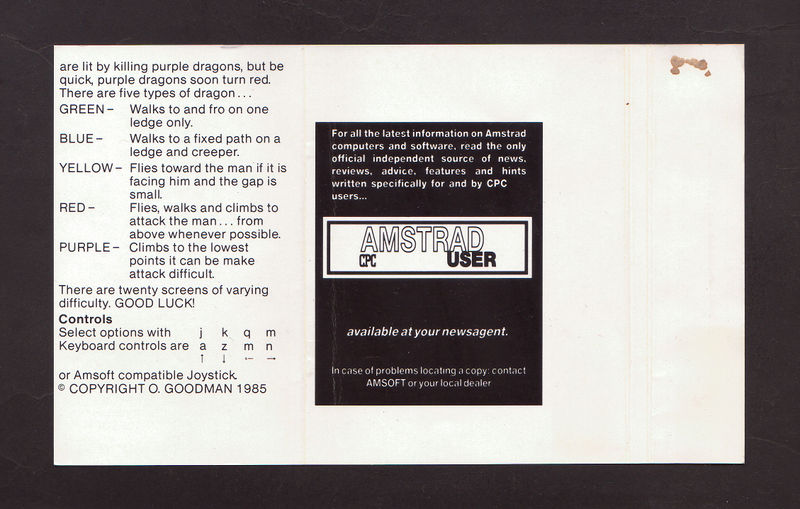 are lit by killing purple dragons, but be
quick, purple dragons soon turn red.
There are five types of dragon...
GREEN – Walks to and fro on one
ledge only.
BLUE – Walks to a fixed path on a
ledge and creeper.
YELLOW – Flies toward the man if it is
facing him and the gap is
small.
RED – Flies, walks and climbs to
attack the man... from
above whenever possible.
PURPLE – Climbs to the lowest
points it can be make
attack difficult.
There are twenty screens of varying
difficulty. GOOD LUCK!
Controls
Select options with j k q m
Keyboard controls are a z m n
↑ ↓ ← →
or Amsoft compatible Joystick.
© COPYRIGHT O. GOODMAN 1985
For all the latest information on Amstrad
computers and software, read the only
official independent source of news,
reviews, advice, features and hints
written specifically for and by CPC
users...
AMSTRAD
CPC USER
available at your newsagent.
In case of problems locating a copy: contact
AMSOFT or your local dealer